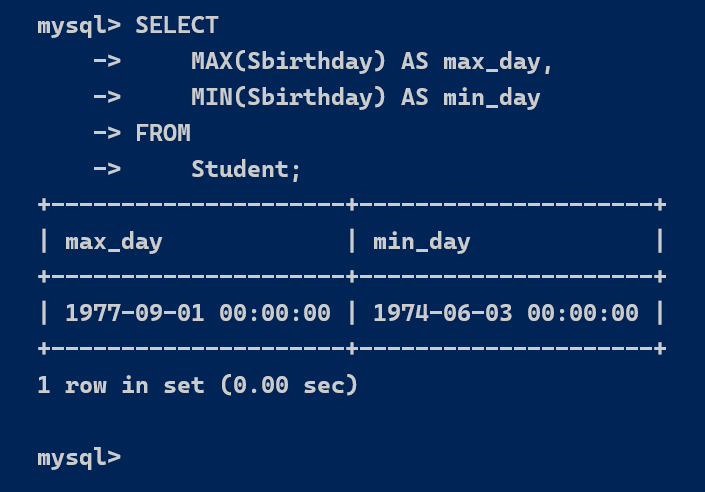 mysql> SELECT
    ->     MAX(Sbirthday) AS max_day,
    ->     MIN(Sbirthday) AS min_day
    -> FROM
    ->     Student;
+---------------------+---------------------+
| max_day             | min_day             |
+---------------------+---------------------+
| 1977-09-01 00:00:00 | 1974-06-03 00:00:00 |
+---------------------+---------------------+
1 row in set (0.00 sec)

mysql>